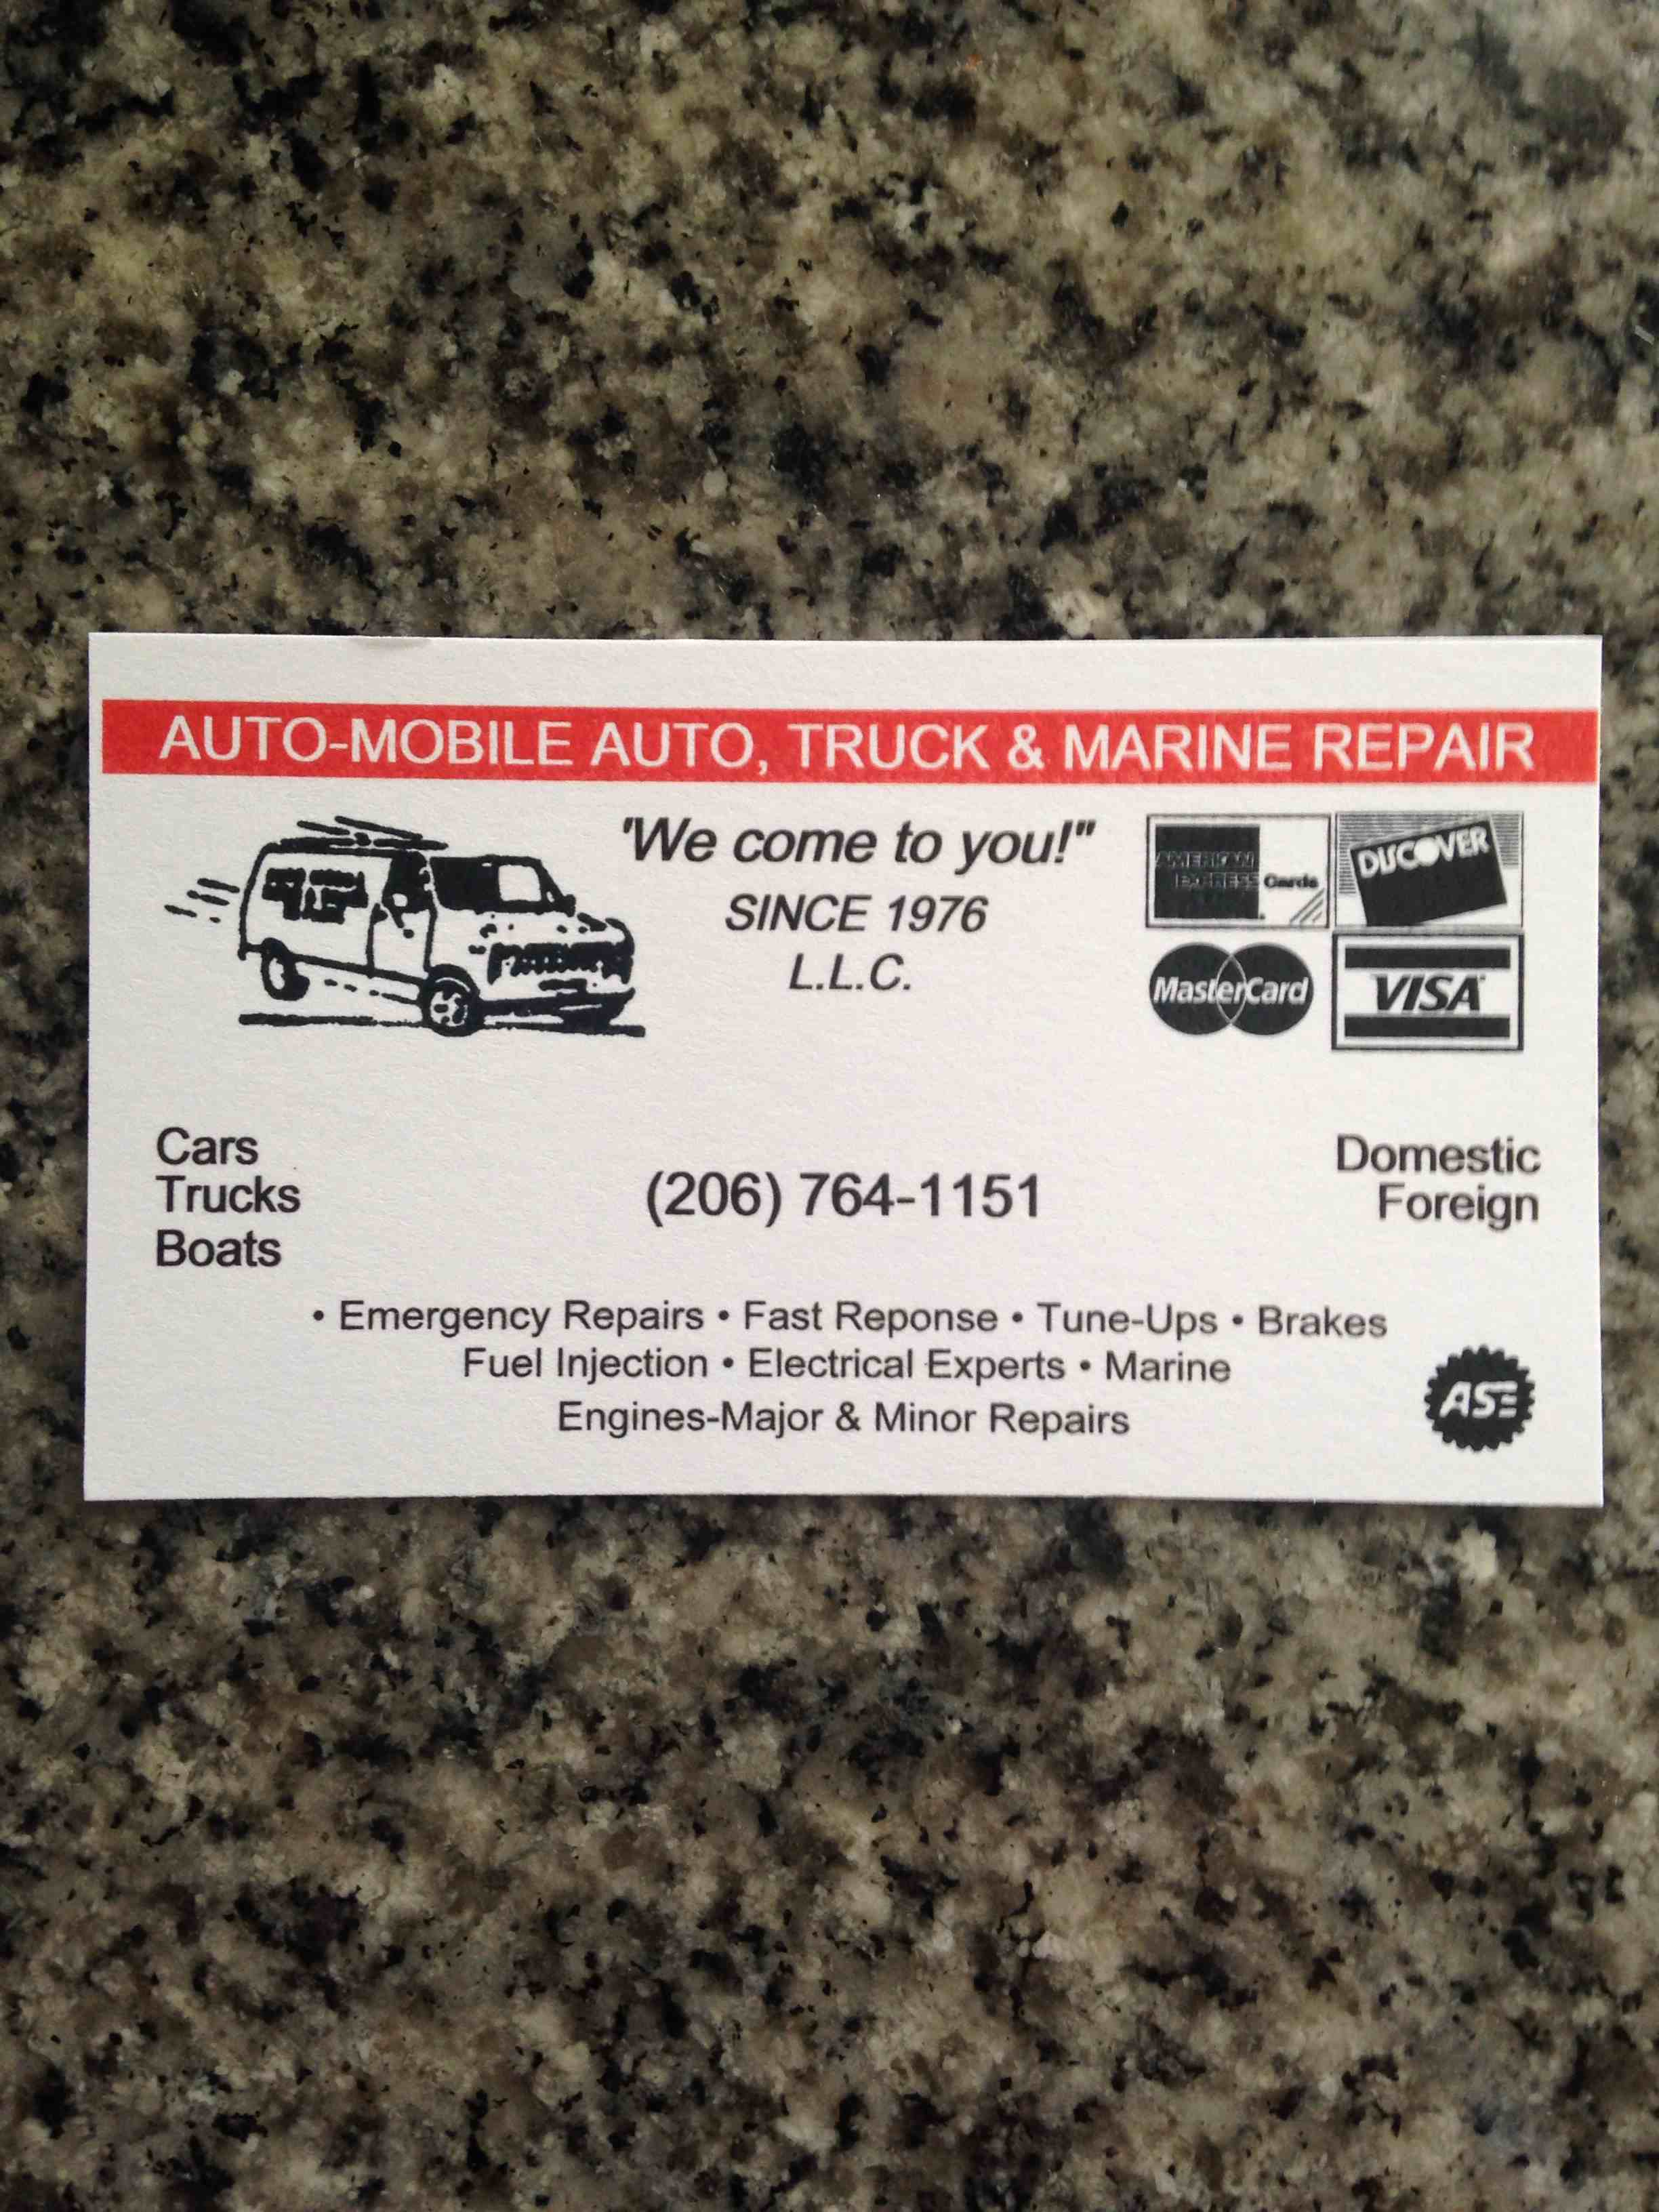 AUTO-MOBILE AUTO, TRUCK & MARINE REPAIR
'We come to you!"
SINCE 1976
L.L.C.
AMERICAN EXPRESS Cards
DISCOVER
MasterCard
VISA
Cars
Trucks
Boats
(206) 764-1151
Domestic
Foreign
• Emergency Repairs • Fast Reponse • Tune-Ups • Brakes
Fuel Injection • Electrical Experts • Marine
Engines-Major & Minor Repairs
ASE